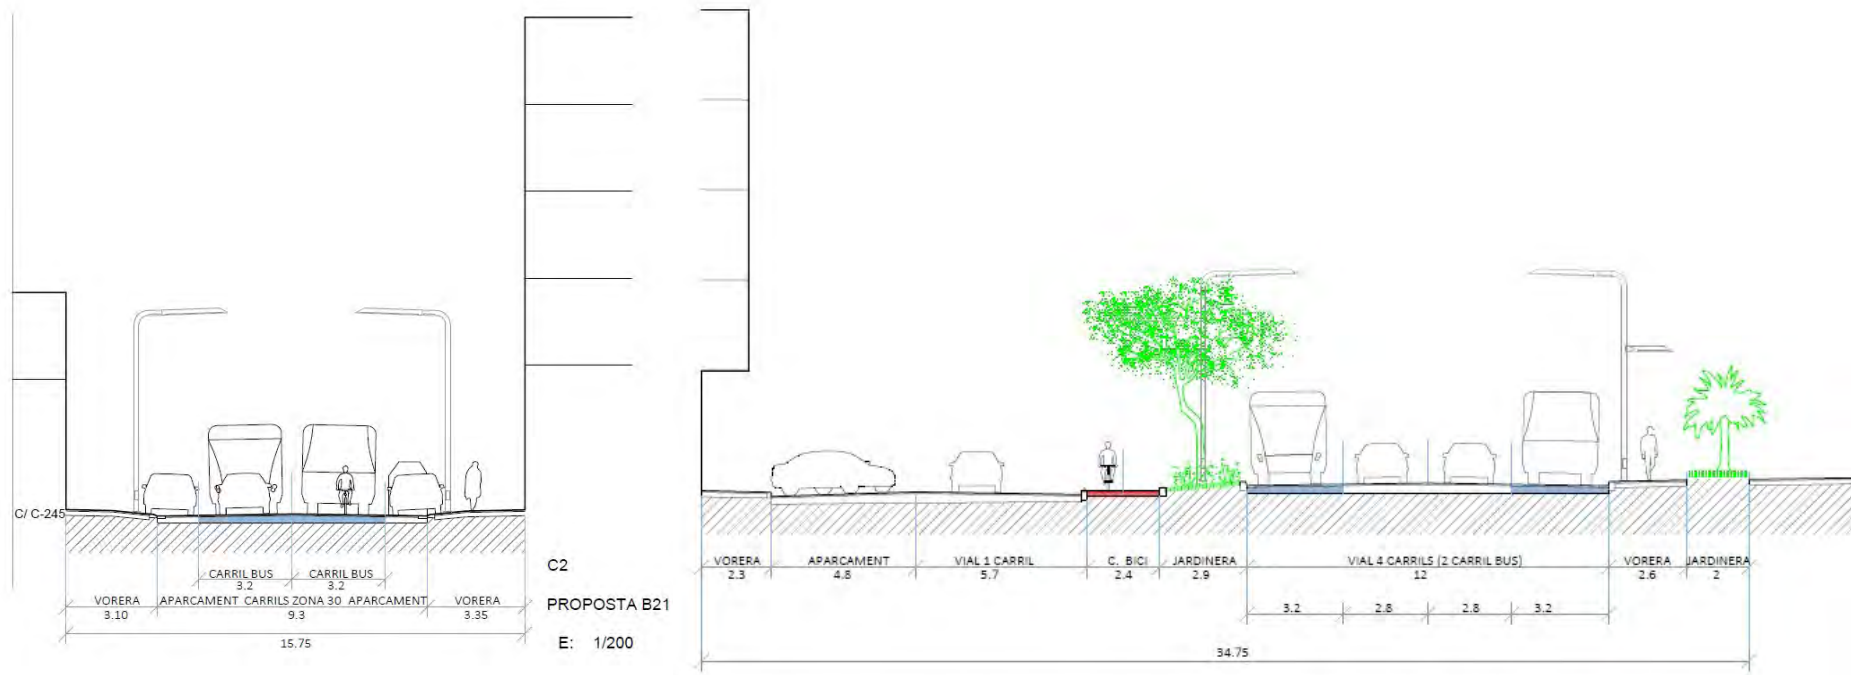 C/ C-245
CARRIL BUS CARRIL BUS
3.2 3.2
VORERA APARCAMENT CARRILS ZONA 30 APARCAMENT VORERA
3.10 9.3 3.35
15.75
C2
PROPOSTA B21
E: 1/200
VORERA APARCAMENT VIAL 1 CARRIL C. BICI JARDINERA VIAL 4 CARRILS (2 CARRIL BUS) VORERA JARDINERA
2.3 4.8 5.7 2.4 2.9 12 2.6 2
3.2 2.8 2.8 3.2
34.75